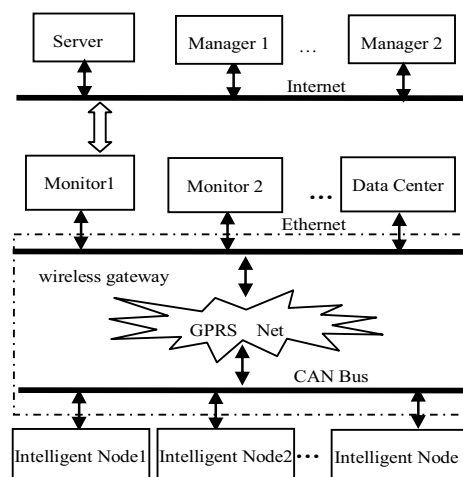 Server
Manager 1
...
Manager 2
Internet
Monitor1
Monitor 2
...
Data Center
Ethernet
wireless gateway
GPRS Net
CAN Bus
Intelligent Node1
Intelligent Node2
...
Intelligent Node